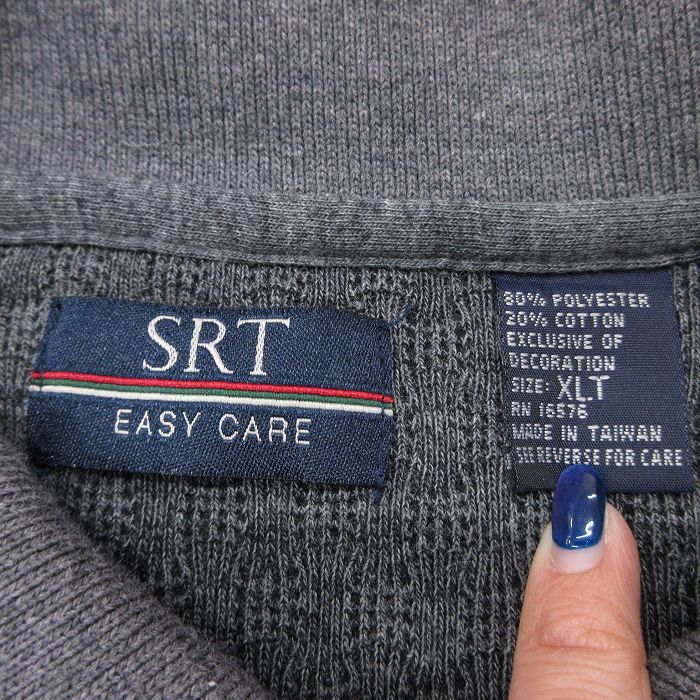 SRT
EASY CARE
80% POLYESTER
20% COTTON
EXCLUSIVE OF
DECORATION
SIZE: XLT
RN 16576
MADE IN TAIWAN
SEE REVERSE FOR CARE